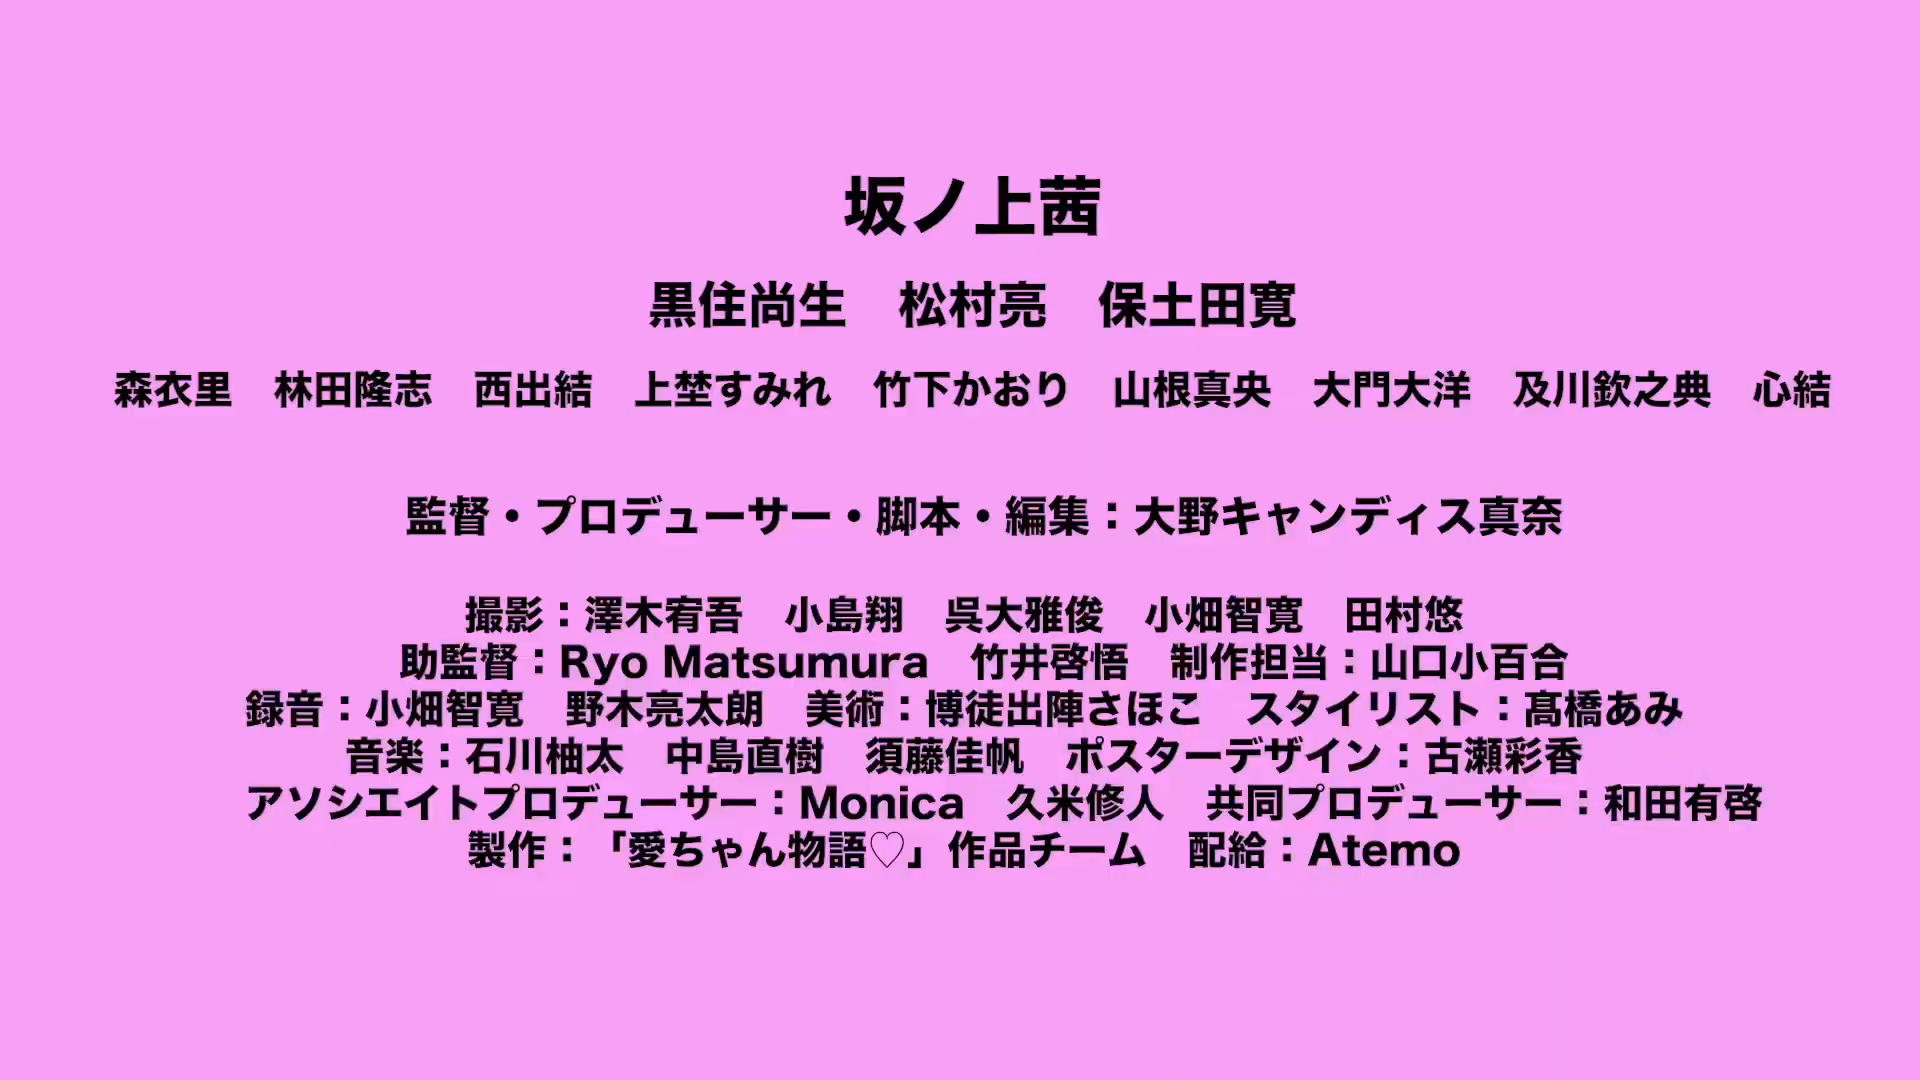 坂ノ上茜
黒住尚生　松村亮　保土田寛
森衣里　林田隆志　西出結　上埜すみれ　竹下かおり　山根真央　大門大洋　及川欽之典　心結
監督・プロデューサー・脚本・編集：大野キャンディス真奈
撮影：澤木宥吾　小島翔　呉大雅俊　小畑智寛　田村悠
助監督：Ryo Matsumura　竹井啓悟　制作担当：山口小百合
録音：小畑智寛　野木亮太朗　美術：博徒出陣さほこ　スタイリスト：髙橋あみ
音楽：石川柚太　中島直樹　須藤佳帆　ポスターデザイン：古瀬彩香
アソシエイトプロデューサー：Monica　久米修人　共同プロデューサー：和田有啓
製作：「愛ちゃん物語♡」作品チーム　配給：Atemo